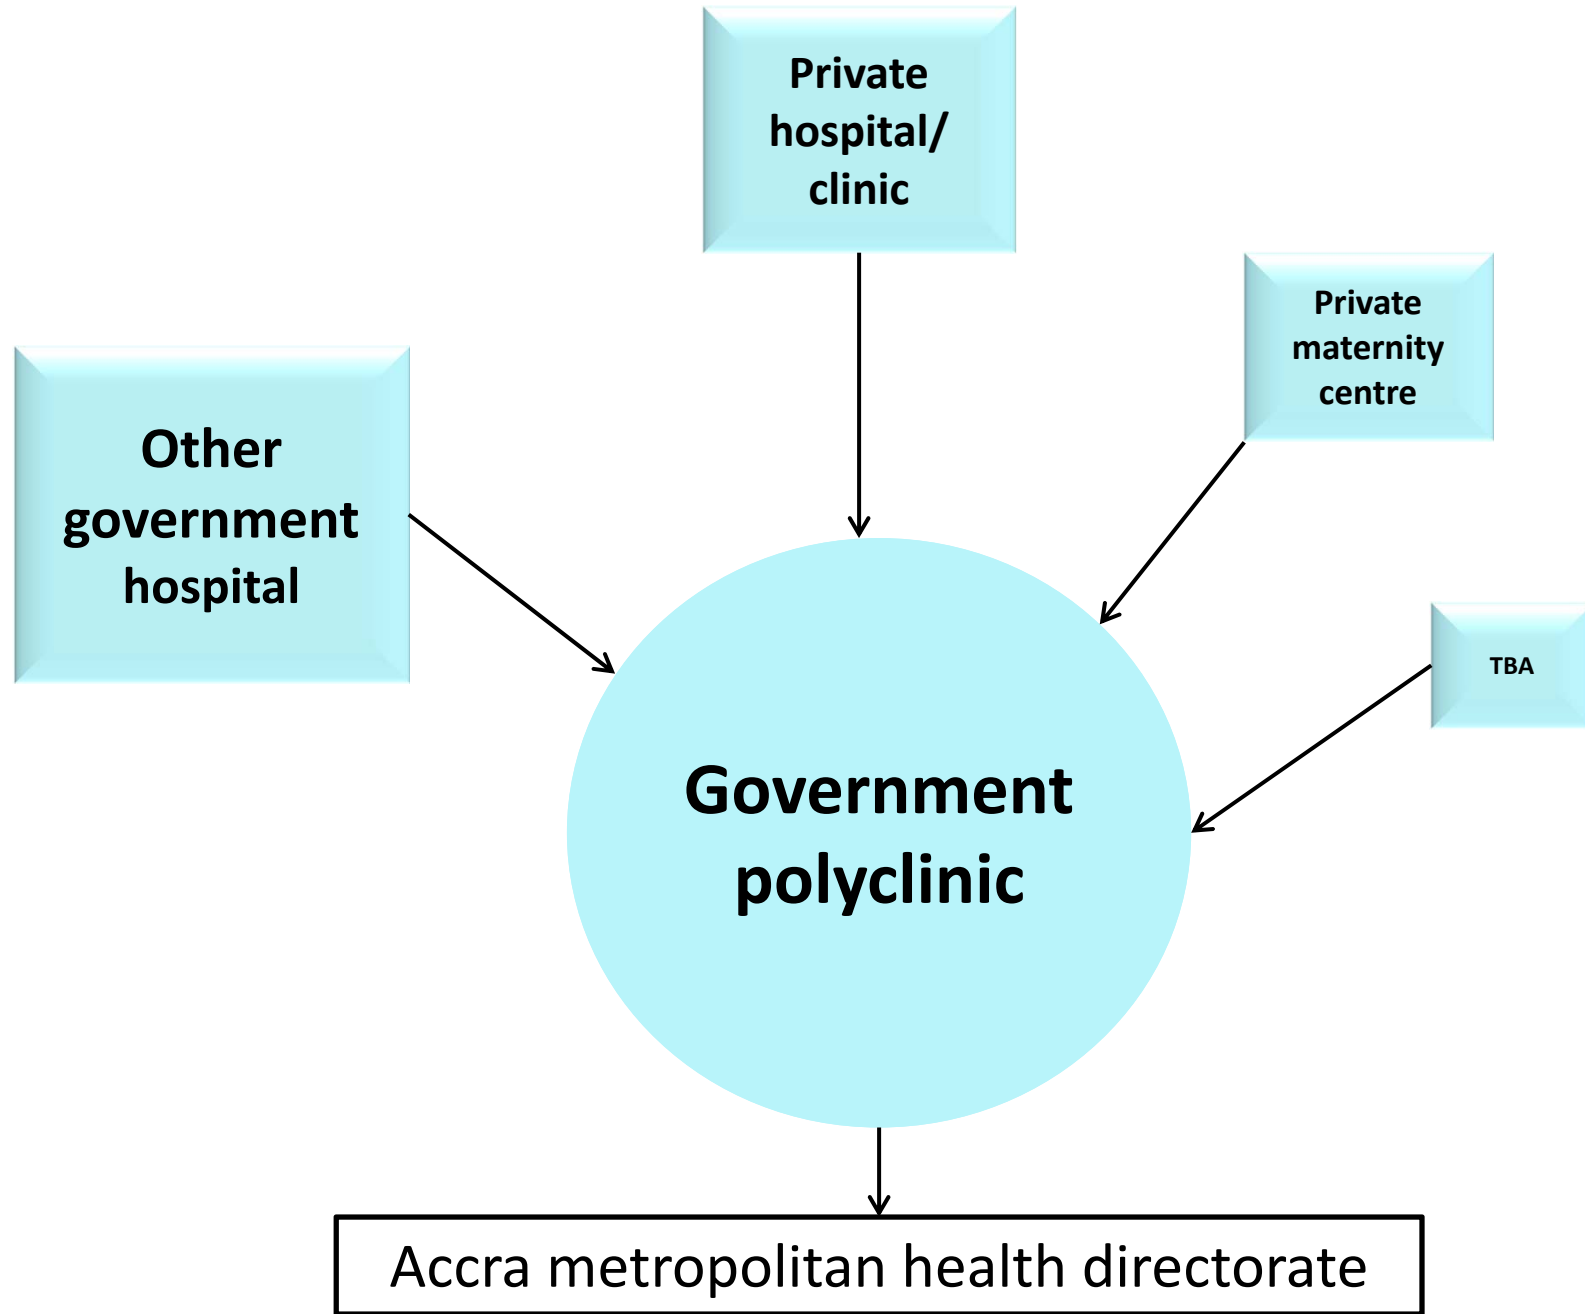 Private
hospital/
clinic
Private
maternity
centre
Other
government
hospital
TBA
Government
polyclinic
Accra metropolitan health directorate